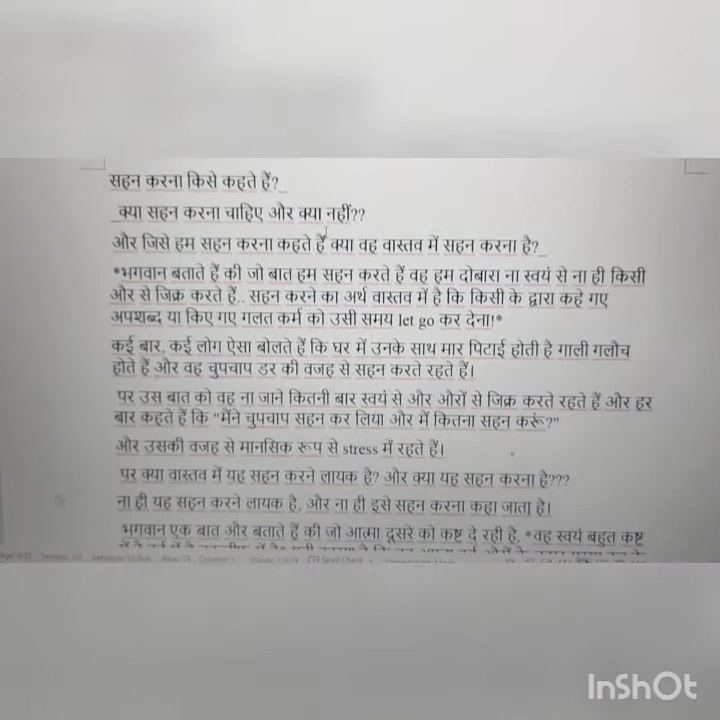 सहन करना किसे कहते हैं?_
_क्या सहन करना चाहिए और क्या नहीं??
और जिसे हम सहन करना कहते हैं क्या वह वास्तव में सहन करना है?_
*भगवान बताते हैं की जो बात हम सहन करते हैं वह हम दोबारा ना स्वयं से ना ही किसी
और से जिक्र करते हैं.. सहन करने का अर्थ वास्तव में है कि किसी के द्वारा कहे गए
अपशब्द या किए गए गलत कर्म को उसी समय let go कर देना!*
कई बार, कई लोग ऐसा बोलते हैं कि घर में उनके साथ मार पिटाई होती है गाली गलौच
होते हैं और वह चुपचाप डर की वजह से सहन करते रहते हैं।
पर उस बात को वह ना जाने कितनी बार स्वयं से और औरों से जिक्र करते रहते हैं और हर
बार कहते हैं कि "मैंने चुपचाप सहन कर लिया और में कितना सहन करूं?"
और उसकी वजह से मानसिक रूप से stress में रहते हैं।
पर क्या वास्तव में यह सहन करने लायक है? और क्या यह सहन करना है???
ना ही यह सहन करने लायक है, और ना ही इसे सहन करना कहा जाता है।
भगवान एक बात और बताते हैं की जो आत्मा दूसरे को कष्ट दे रही है, *वह स्वयं बहुत कष्ट
InShOt